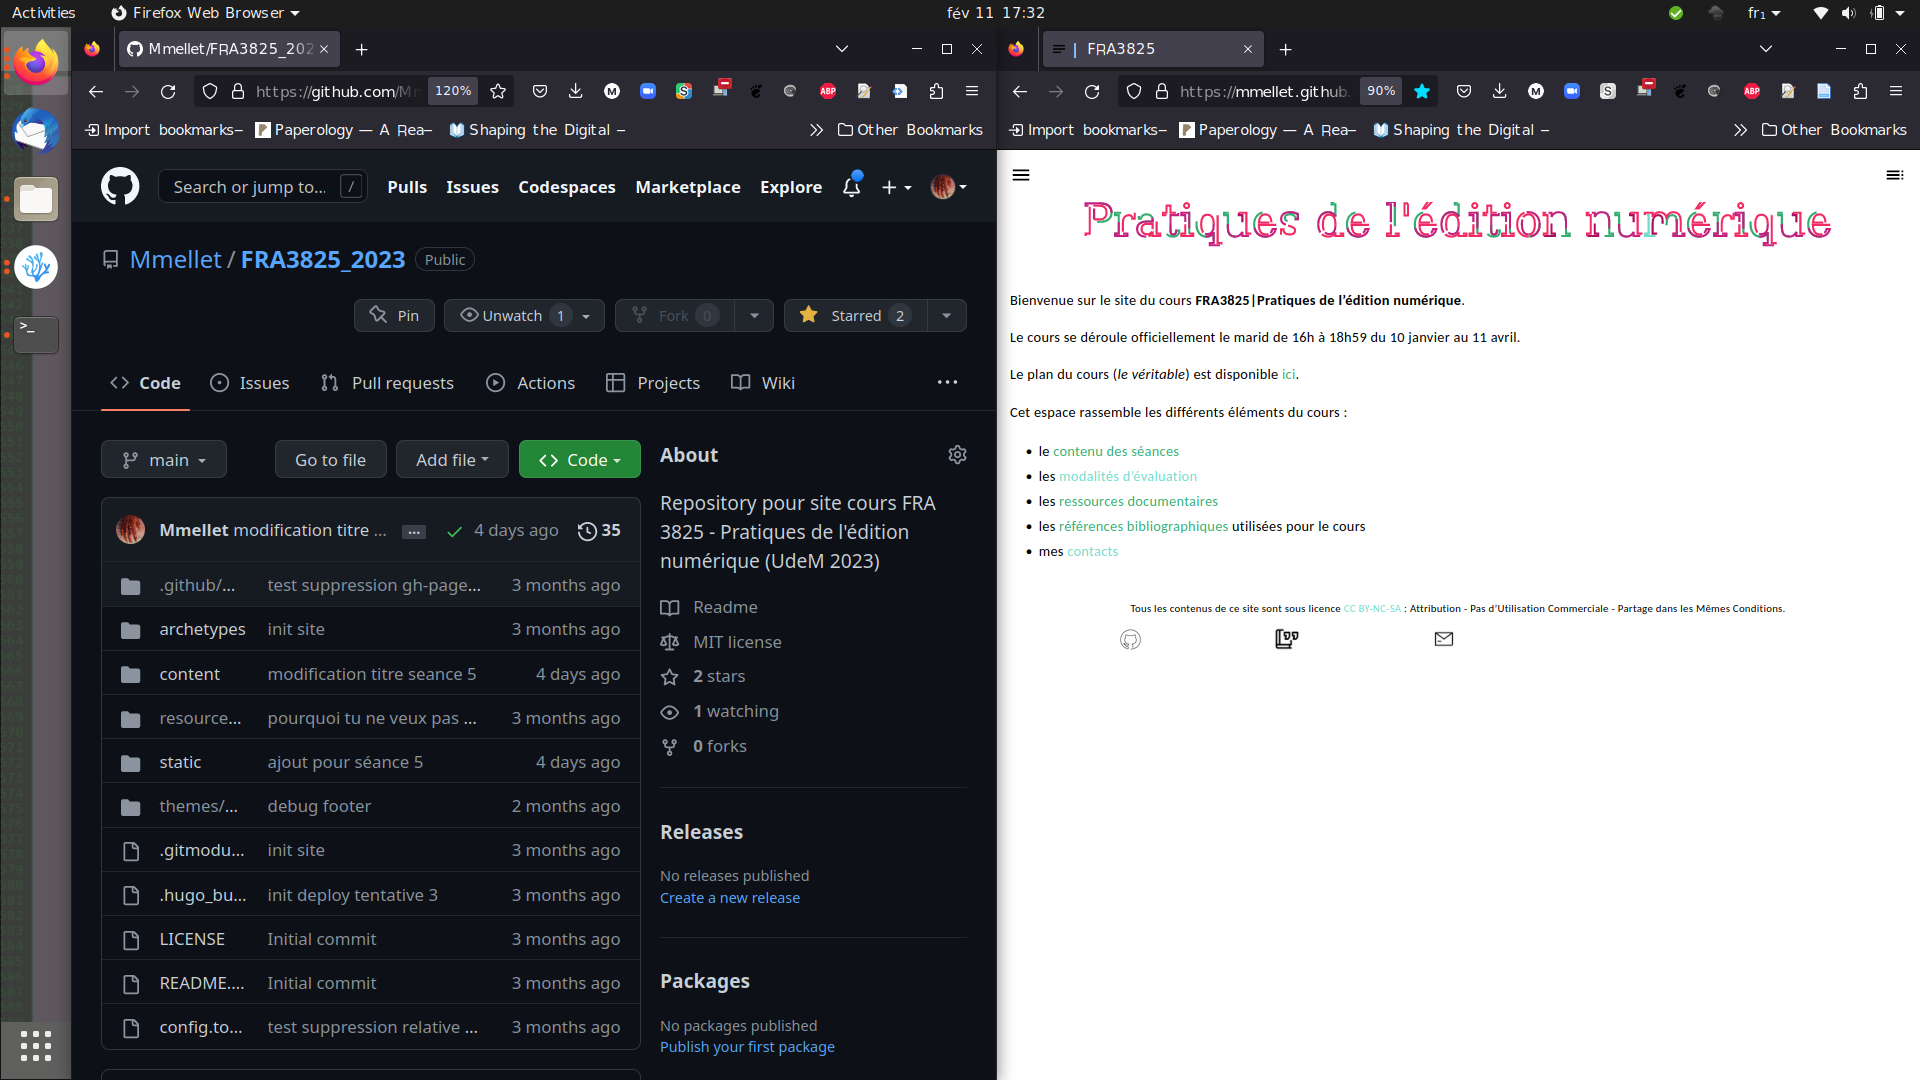 Activities
Firefox Web Browser
fév 11 17:32
fr₁
Mmellet/FRA3825_202
https://github.com/M
120%
Import bookmarks—
Paperology — A Rea—
Shaping the Digital —
Other Bookmarks
Search or jump to...
/
Pulls
Issues
Codespaces
Marketplace
Explore
Mmellet / FRA3825_2023
Public
Pin
Unwatch 1
Fork 0
Starred 2
Code
Issues
Pull requests
Actions
Projects
Wiki
main
Go to file
Add file
Code
Mmellet modification titre ...
4 days ago
35
.github/... test suppression gh-page... 3 months ago
archetypes init site 3 months ago
content modification titre seance 5 4 days ago
resource... pourquoi tu ne veux pas ... 3 months ago
static ajout pour séance 5 4 days ago
themes/... debug footer 2 months ago
.gitmodu... init site 3 months ago
.hugo_bu... init deploy tentative 3 3 months ago
LICENSE Initial commit 3 months ago
README.... Initial commit 3 months ago
config.to... test suppression relative ... 3 months ago
About
Repository pour site cours FRA
3825 - Pratiques de l'édition
numérique (UdeM 2023)
Readme
MIT license
2 stars
1 watching
0 forks
Releases
No releases published
Create a new release
Packages
No packages published
Publish your first package
| FRA3825
https://mmellet.github.
90%
Import bookmarks—
Paperology — A Rea—
Shaping the Digital —
Other Bookmarks
Pratiques de l'édition numérique
Bienvenue sur le site du cours FRA3825|Pratiques de l'édition numérique.
Le cours se déroule officiellement le marid de 16h à 18h59 du 10 janvier au 11 avril.
Le plan du cours (le véritable) est disponible ici.
Cet espace rassemble les différents éléments du cours :
• le contenu des séances
• les modalités d'évaluation
• les ressources documentaires
• les références bibliographiques utilisées pour le cours
• mes contacts
Tous les contenus de ce site sont sous licence CC BY-NC-SA : Attribution - Pas d'Utilisation Commerciale - Partage dans les Mêmes Conditions.